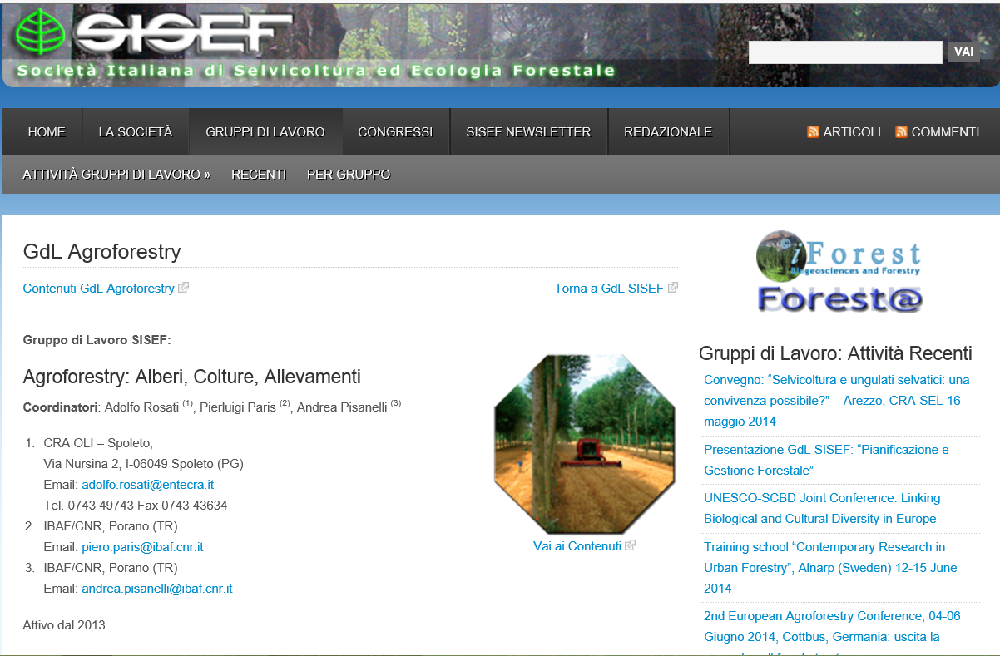 SISEF
Società Italiana di Selvicoltura ed Ecologia Forestale
VAI
HOME
LA SOCIETÀ
GRUPPI DI LAVORO
CONGRESSI
SISEF NEWSLETTER
REDAZIONALE
ARTICOLI
COMMENTI
ATTIVITÀ GRUPPI DI LAVORO »
RECENTI
PER GRUPPO
GdL Agroforestry
Contenuti GdL Agroforestry
Torna a GdL SISEF
Gruppo di Lavoro SISEF:
Agroforestry: Alberi, Colture, Allevamenti
Coordinatori: Adolfo Rosati (1), Pierluigi Paris (2), Andrea Pisanelli (3)
1. CRA OLI – Spoleto,
Via Nursina 2, I-06049 Spoleto (PG)
Email: adolfo.rosati@entecra.it
Tel. 0743 49743 Fax 0743 43634
2. IBAF/CNR, Porano (TR)
Email: piero.paris@ibaf.cnr.it
3. IBAF/CNR, Porano (TR)
Email: andrea.pisanelli@ibaf.cnr.it
Attivo dal 2013
Vai ai Contenuti
©iForest
Biogeosciences and Forestry
Forest@
Gruppi di Lavoro: Attività Recenti
Convegno: “Selvicoltura e ungulati selvatici: una
convivenza possibile?” – Arezzo, CRA-SEL 16
maggio 2014
Presentazione GdL SISEF: “Pianificazione e
Gestione Forestale”
UNESCO-SCBD Joint Conference: Linking
Biological and Cultural Diversity in Europe
Training school “Contemporary Research in
Urban Forestry”, Alnarp (Sweden) 12-15 June
2014
2nd European Agroforestry Conference, 04-06
Giugno 2014, Cottbus, Germania: uscita la